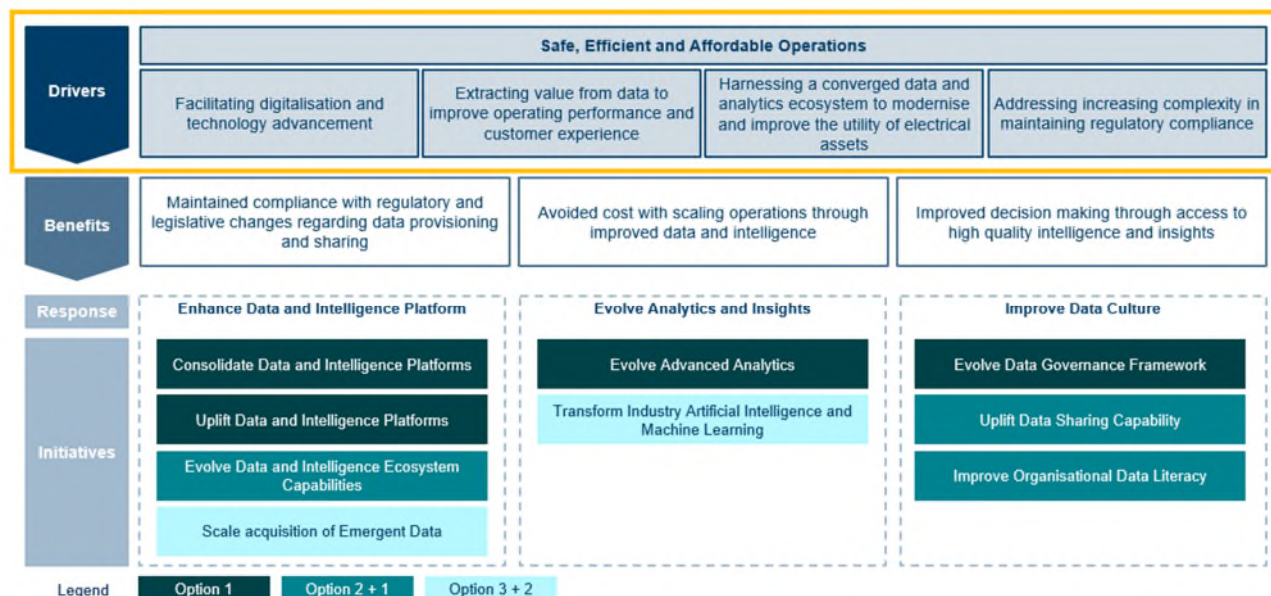 Drivers
Safe, Efficient and Affordable Operations
Facilitating digitalisation and
technology advancement
Extracting value from data to
improve operating performance and
customer experience
Harnessing a converged data and
analytics ecosystem to modernise
and improve the utility of electrical
assets
Addressing increasing complexity in
maintaining regulatory compliance
Benefits
Maintained compliance with regulatory and
legislative changes regarding data provisioning
and sharing
Avoided cost with scaling operations through
improved data and intelligence
Improved decision making through access to
high quality intelligence and insights
Response
Enhance Data and Intelligence Platform
Evolve Analytics and Insights
Improve Data Culture
Initiatives
Consolidate Data and Intelligence Platforms
Uplift Data and Intelligence Platforms
Evolve Data and Intelligence Ecosystem
Capabilities
Scale acquisition of Emergent Data
Evolve Advanced Analytics
Transform Industry Artificial Intelligence and
Machine Learning
Evolve Data Governance Framework
Uplift Data Sharing Capability
Improve Organisational Data Literacy
Legend
Option 1
Option 2 + 1
Option 3 + 2